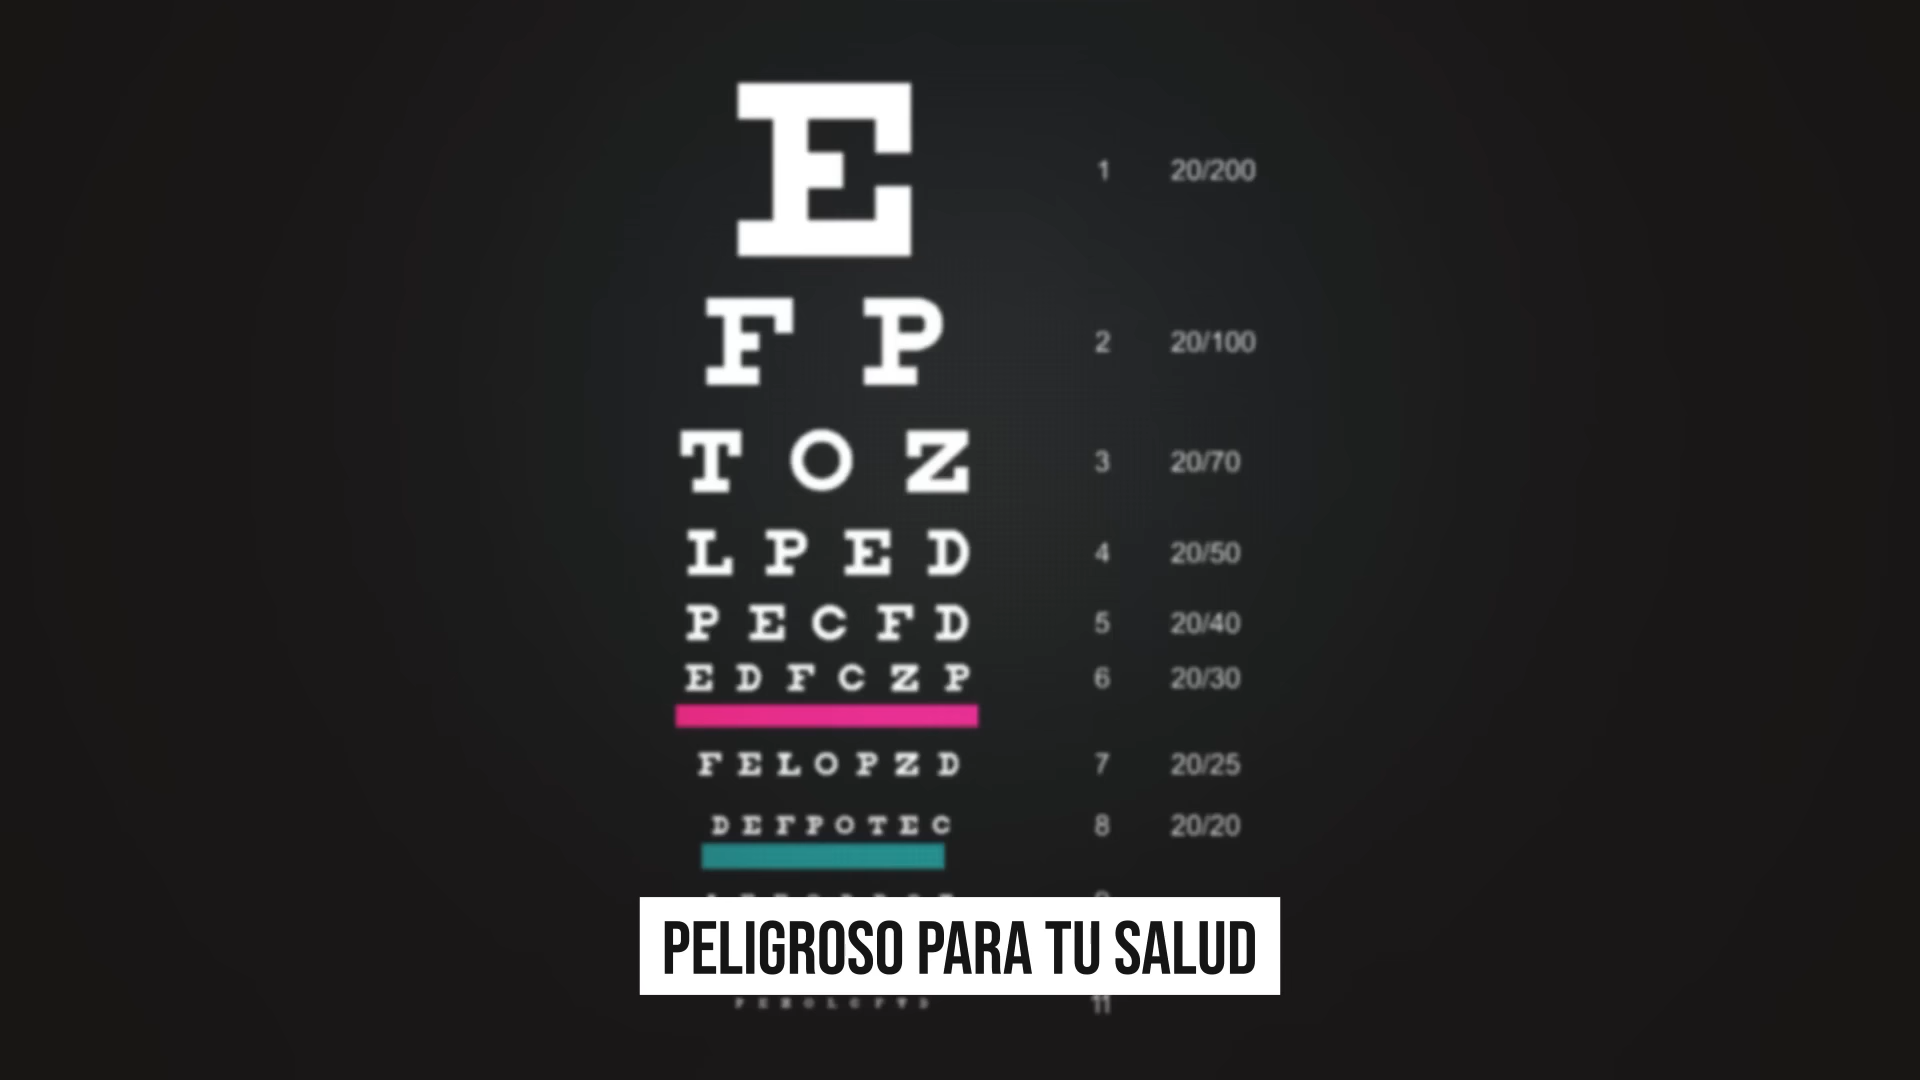 E 1 20/200
F P 2 20/100
T O Z 3 20/70
L P E D 4 20/50
P E C F D 5 20/40
E D F C Z P 6 20/30
F E L O P Z D 7 20/25
D E F P O T E C 8 20/20
PELIGROSO PARA TU SALUD
11